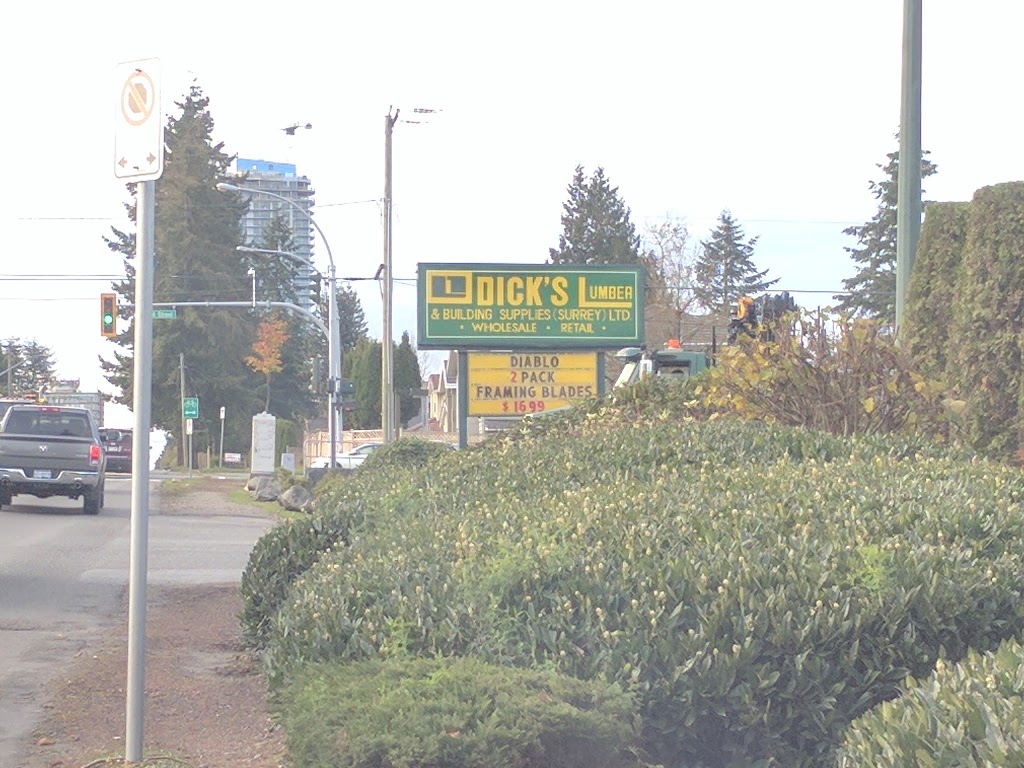 DICK'S LUMBER
& BUILDING SUPPLIES (SURREY) LTD.
• WHOLESALE • RETAIL •
DIABLO
2 PACK
FRAMING BLADES
$ 16 99